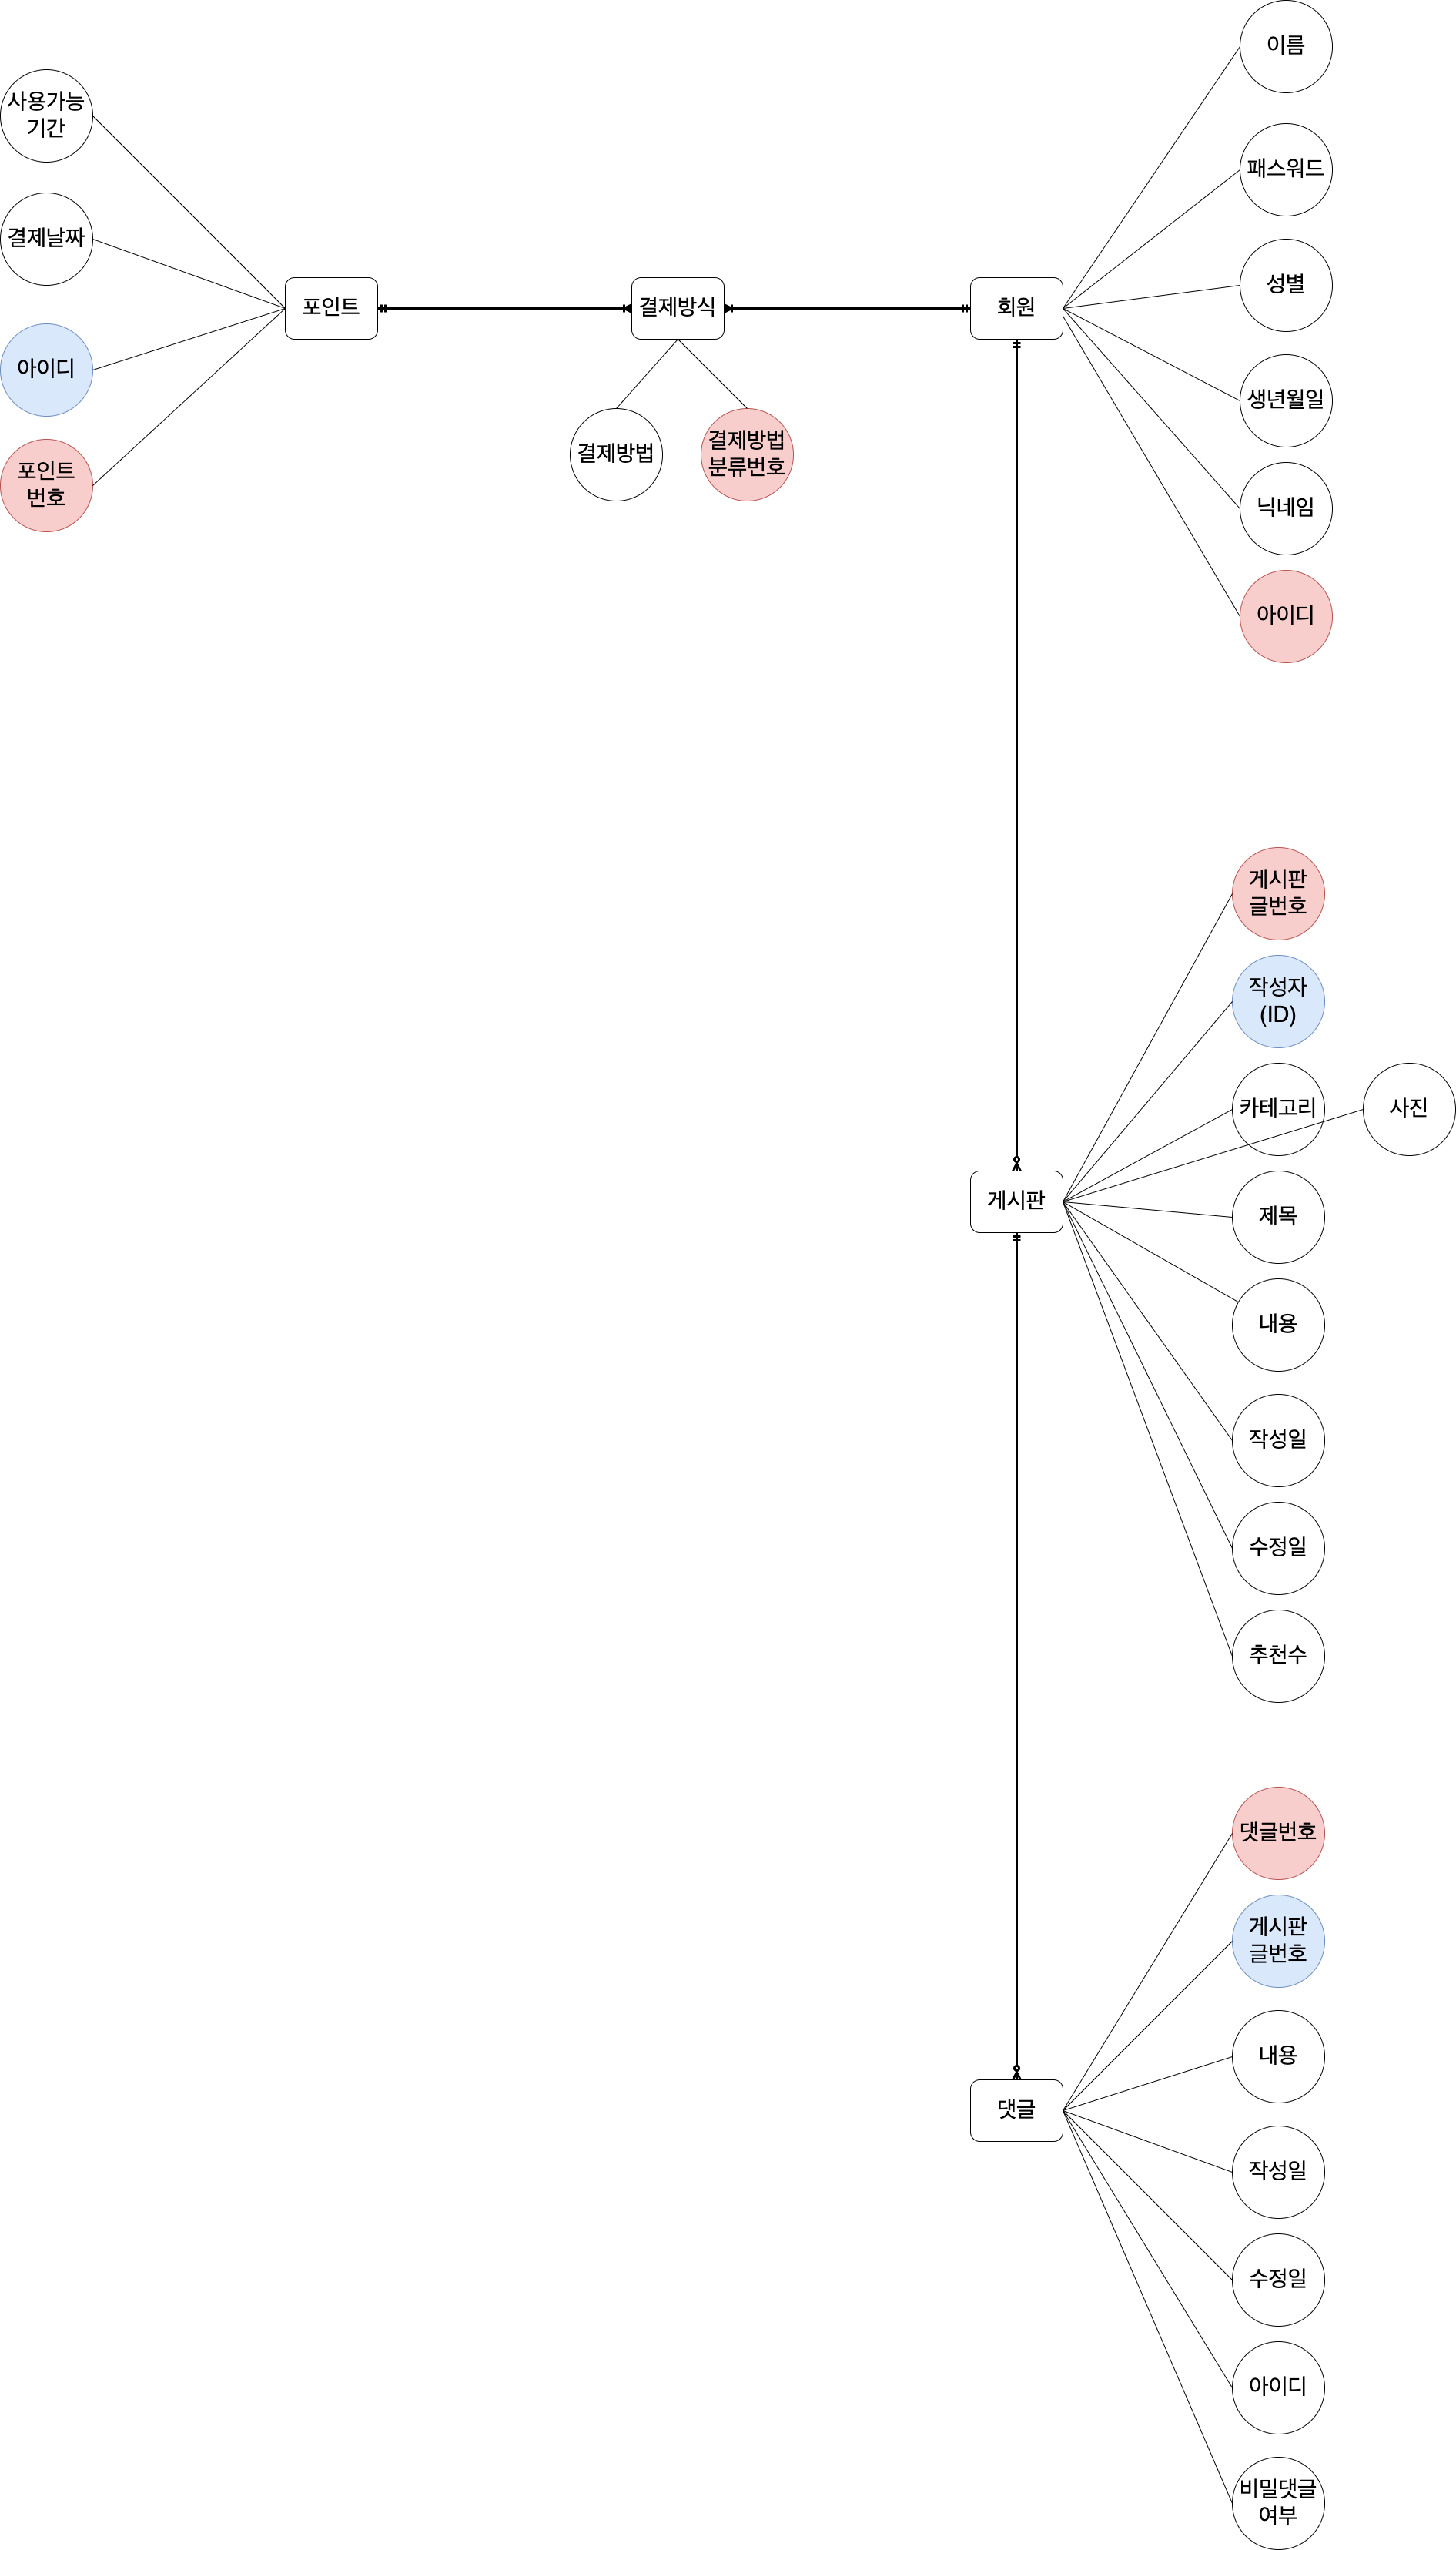 이름
사용가능
기간
패스워드
결제날짜
성별
포인트
결제방식
회원
아이디
생년월일
결제방법
결제방법
분류번호
포인트
번호
닉네임
아이디
게시판
글번호
작성자
(ID)
카테고리
사진
게시판
제목
내용
작성일
수정일
추천수
댓글번호
게시판
글번호
내용
댓글
작성일
수정일
아이디
비밀댓글
여부